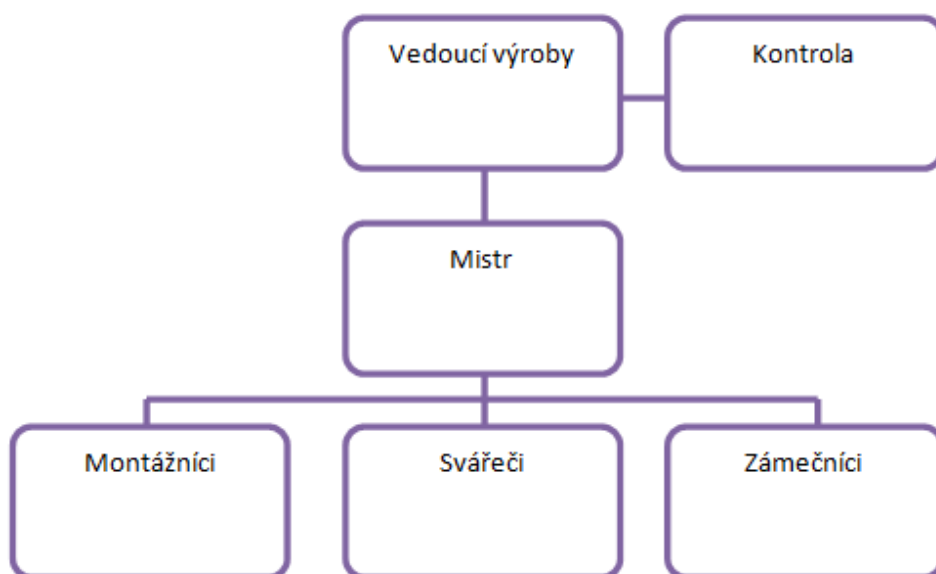 Vedoucí výroby
Kontrola
Mistr
Montážníci
Svářeči
Zámečníci